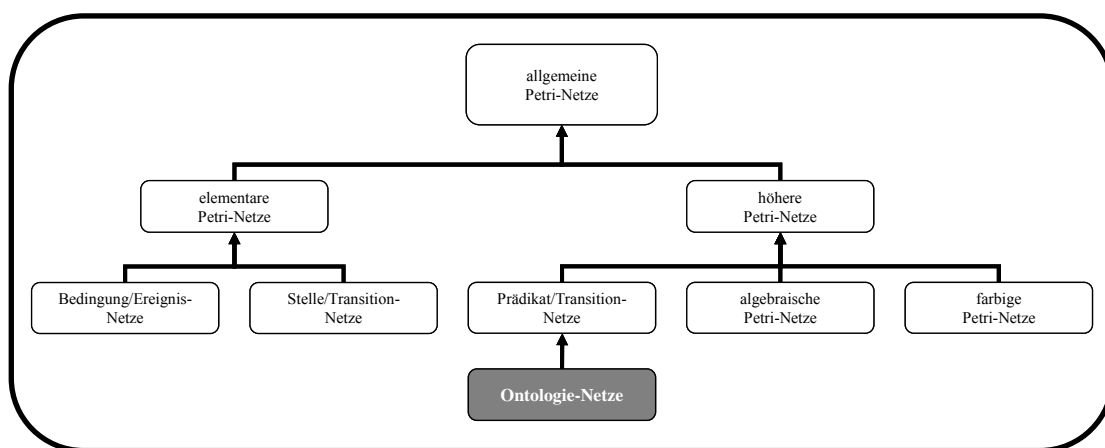 allgemeine
Petri-Netze
elementare
Petri-Netze
höhere
Petri-Netze
Bedingung/Ereignis-
Netze
Stelle/Transition-
Netze
Prädikat/Transition-
Netze
algebraische
Petri-Netze
farbige
Petri-Netze
Ontologie-Netze